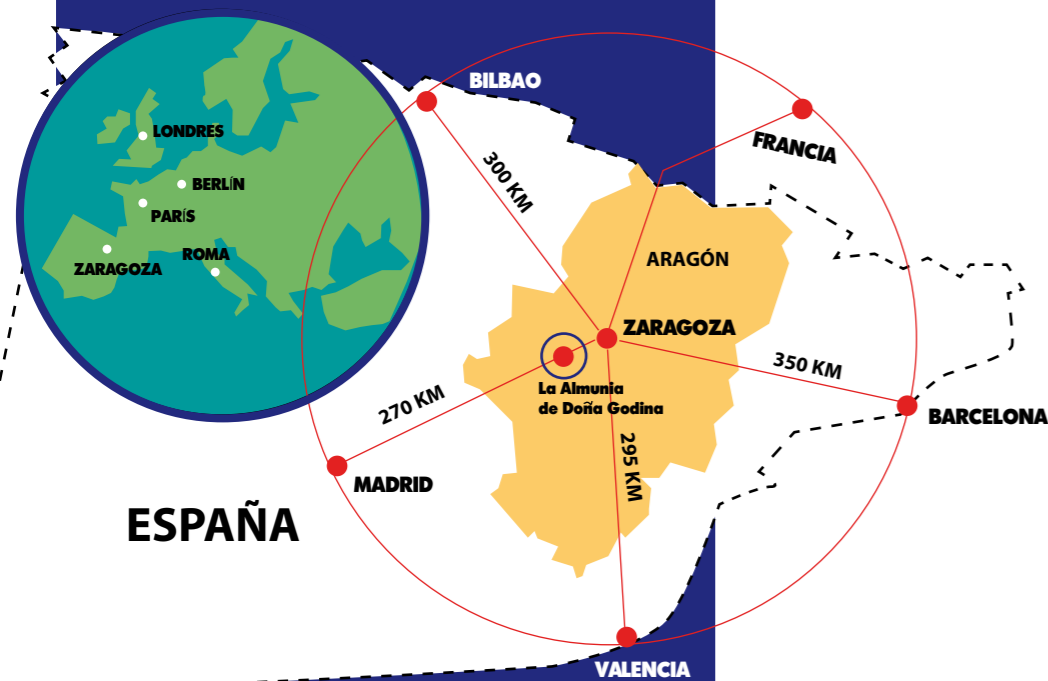 BILBAO
LONDRES
FRANCIA
BERLÍN
300 KM
PARÍS
ROMA
ARAGÓN
ZARAGOZA
ZARAGOZA
350 KM
La Almunia
de Doña Godina
270 KM
BARCELONA
295 KM
MADRID
ESPAÑA
VALENCIA